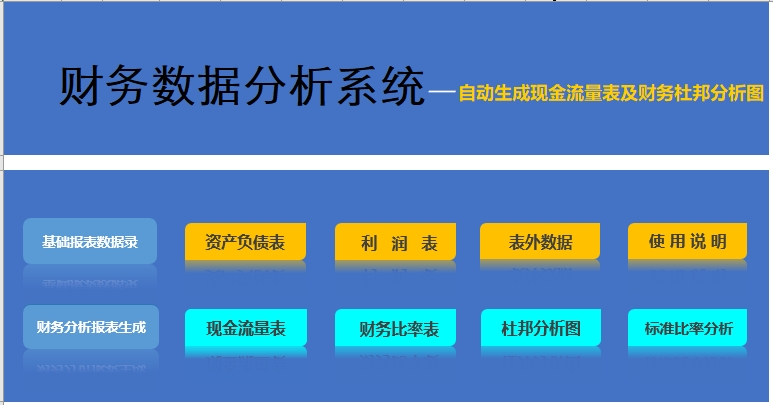 财务数据分析系统—自动生成现金流量表及财务杜邦分析图
基础报表数据录 资产负债表 利 润 表 表外数据 使 用 说 明
财务分析报表生成 现金流量表 财务比率表 杜邦分析图 标准比率分析